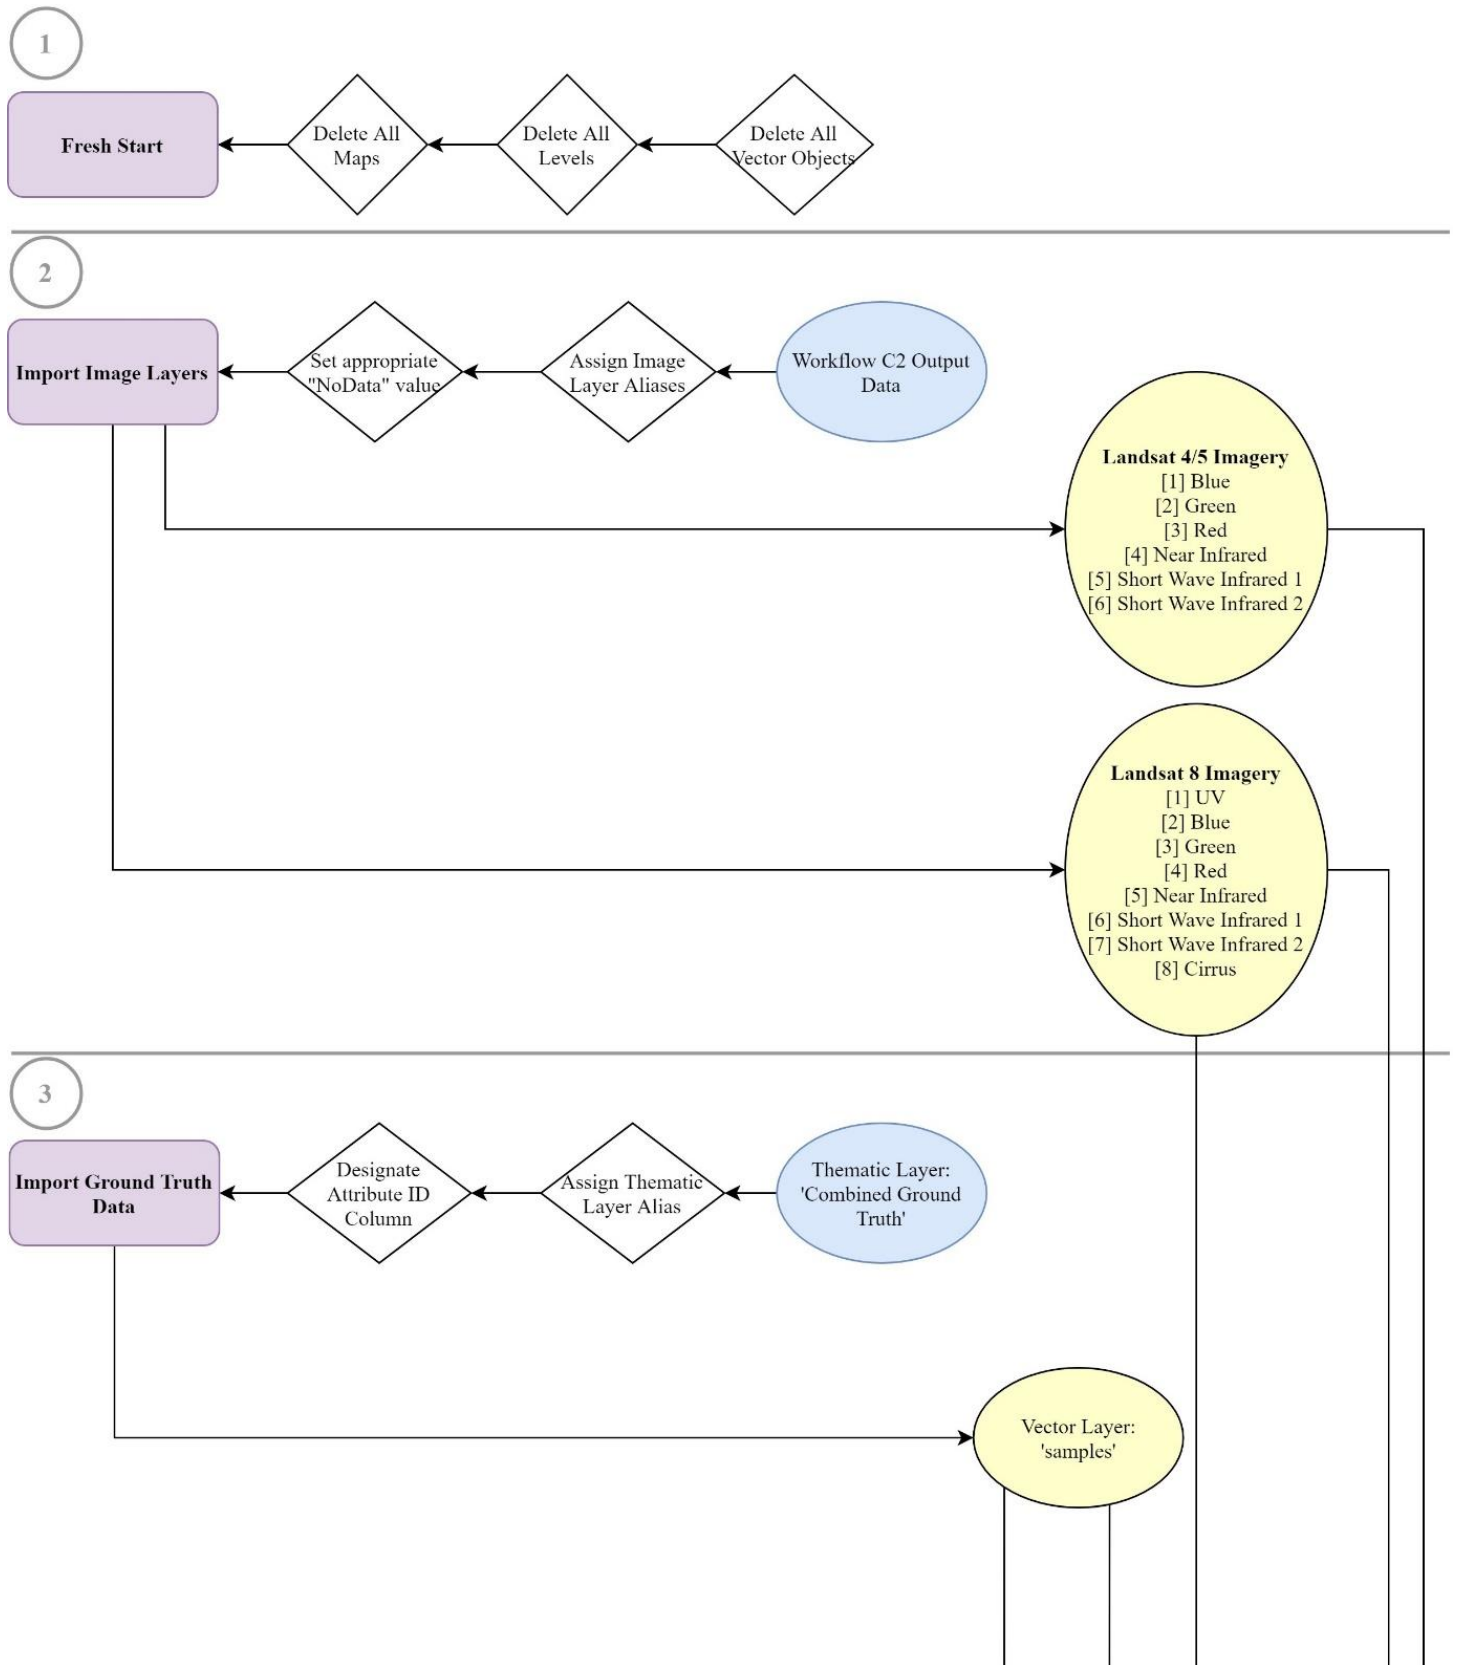 1
Fresh Start
Delete All
Maps
Delete All
Levels
Delete All
Vector Objects
2
Import Image Layers
Set appropriate
"NoData" value
Assign Image
Layer Aliases
Workflow C2 Output
Data
Landsat 4/5 Imagery
[1] Blue
[2] Green
[3] Red
[4] Near Infrared
[5] Short Wave Infrared 1
[6] Short Wave Infrared 2
Landsat 8 Imagery
[1] UV
[2] Blue
[3] Green
[4] Red
[5] Near Infrared
[6] Short Wave Infrared 1
[7] Short Wave Infrared 2
[8] Cirrus
3
Import Ground Truth
Data
Designate
Attribute ID
Column
Assign Thematic
Layer Alias
Thematic Layer:
'Combined Ground
Truth'
Vector Layer:
'samples'